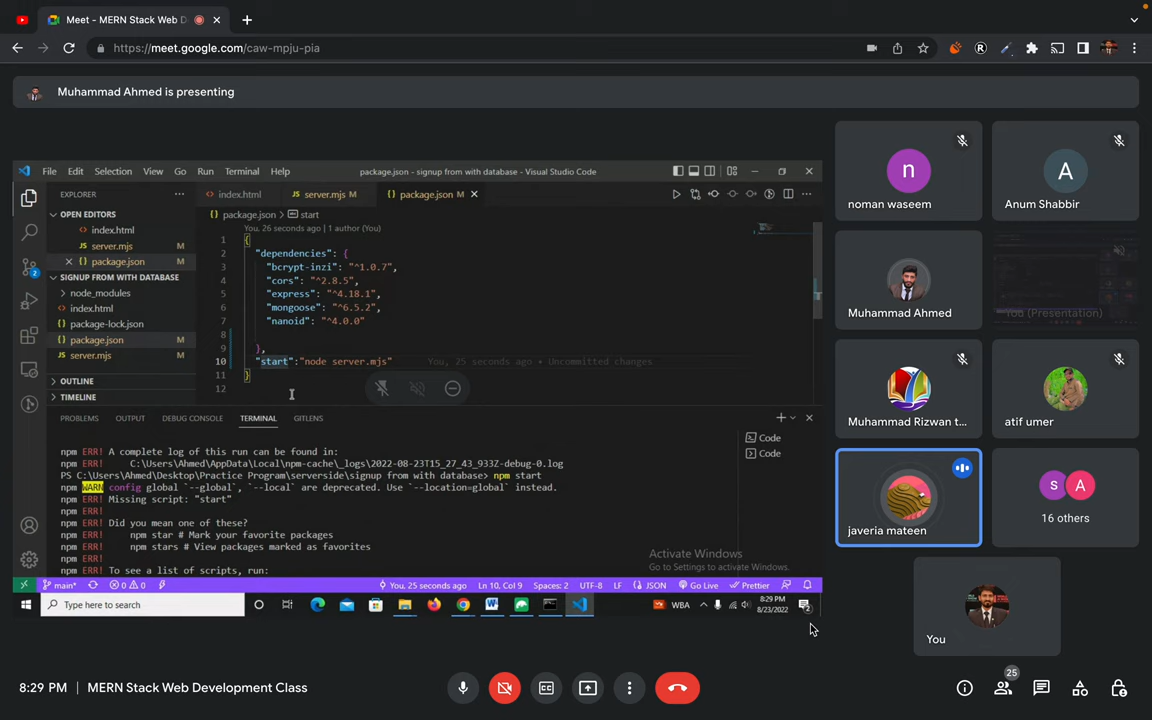 Meet - MERN Stack Web D
https://meet.google.com/caw-mpju-pia
Muhammad Ahmed is presenting
File Edit Selection View Go Run Terminal Help
package.json - signup from with database - Visual Studio Code
EXPLORER
OPEN EDITORS
index.html
server.mjs M
package.json M
SIGNUP FROM WITH DATABASE
node_modules
index.html
package-lock.json
package.json M
server.mjs M
OUTLINE
TIMELINE
2
index.html
server.mjs M
package.json M
package.json > start
You, 26 seconds ago | 1 author (You)
1 {
2 "dependencies": {
3 "bcrypt-inzi": "^1.0.7",
4 "cors": "^2.8.5",
5 "express": "^4.18.1",
6 "mongoose": "^6.5.2",
7 "nanoid": "^4.0.0"
8
9 },
10 "start":"node server.mjs" You, 25 seconds ago • Uncommitted changes
11 }
12
PROBLEMS OUTPUT DEBUG CONSOLE TERMINAL GITLENS
Code
Code
npm ERR! A complete log of this run can be found in:
npm ERR! C:\Users\Ahmed\AppData\Local\npm-cache\_logs\2022-08-23T15_27_43_933Z-debug-0.log
PS C:\Users\Ahmed\Desktop\Practice Program\serverside\signup from with database> npm start
npm WARN config global `--global`, `--local` are deprecated. Use `--location=global` instead.
npm ERR! Missing script: "start"
npm ERR!
npm ERR! Did you mean one of these?
npm ERR! npm star # Mark your favorite packages
npm ERR! npm stars # View packages marked as favorites
npm ERR!
npm ERR! To see a list of scripts, run:
Activate Windows
Go to Settings to activate Windows.
main* 0 0 You, 25 seconds ago Ln 10, Col 9 Spaces: 2 UTF-8 LF JSON Go Live Prettier
Type here to search
WBA
8:29 PM
8/23/2022
2
noman waseem
A
Anum Shabbir
Muhammad Ahmed
You (Presentation)
Muhammad Rizwan t...
atif umer
javeria mateen
s A
16 others
n
You
8:29 PM MERN Stack Web Development Class
25